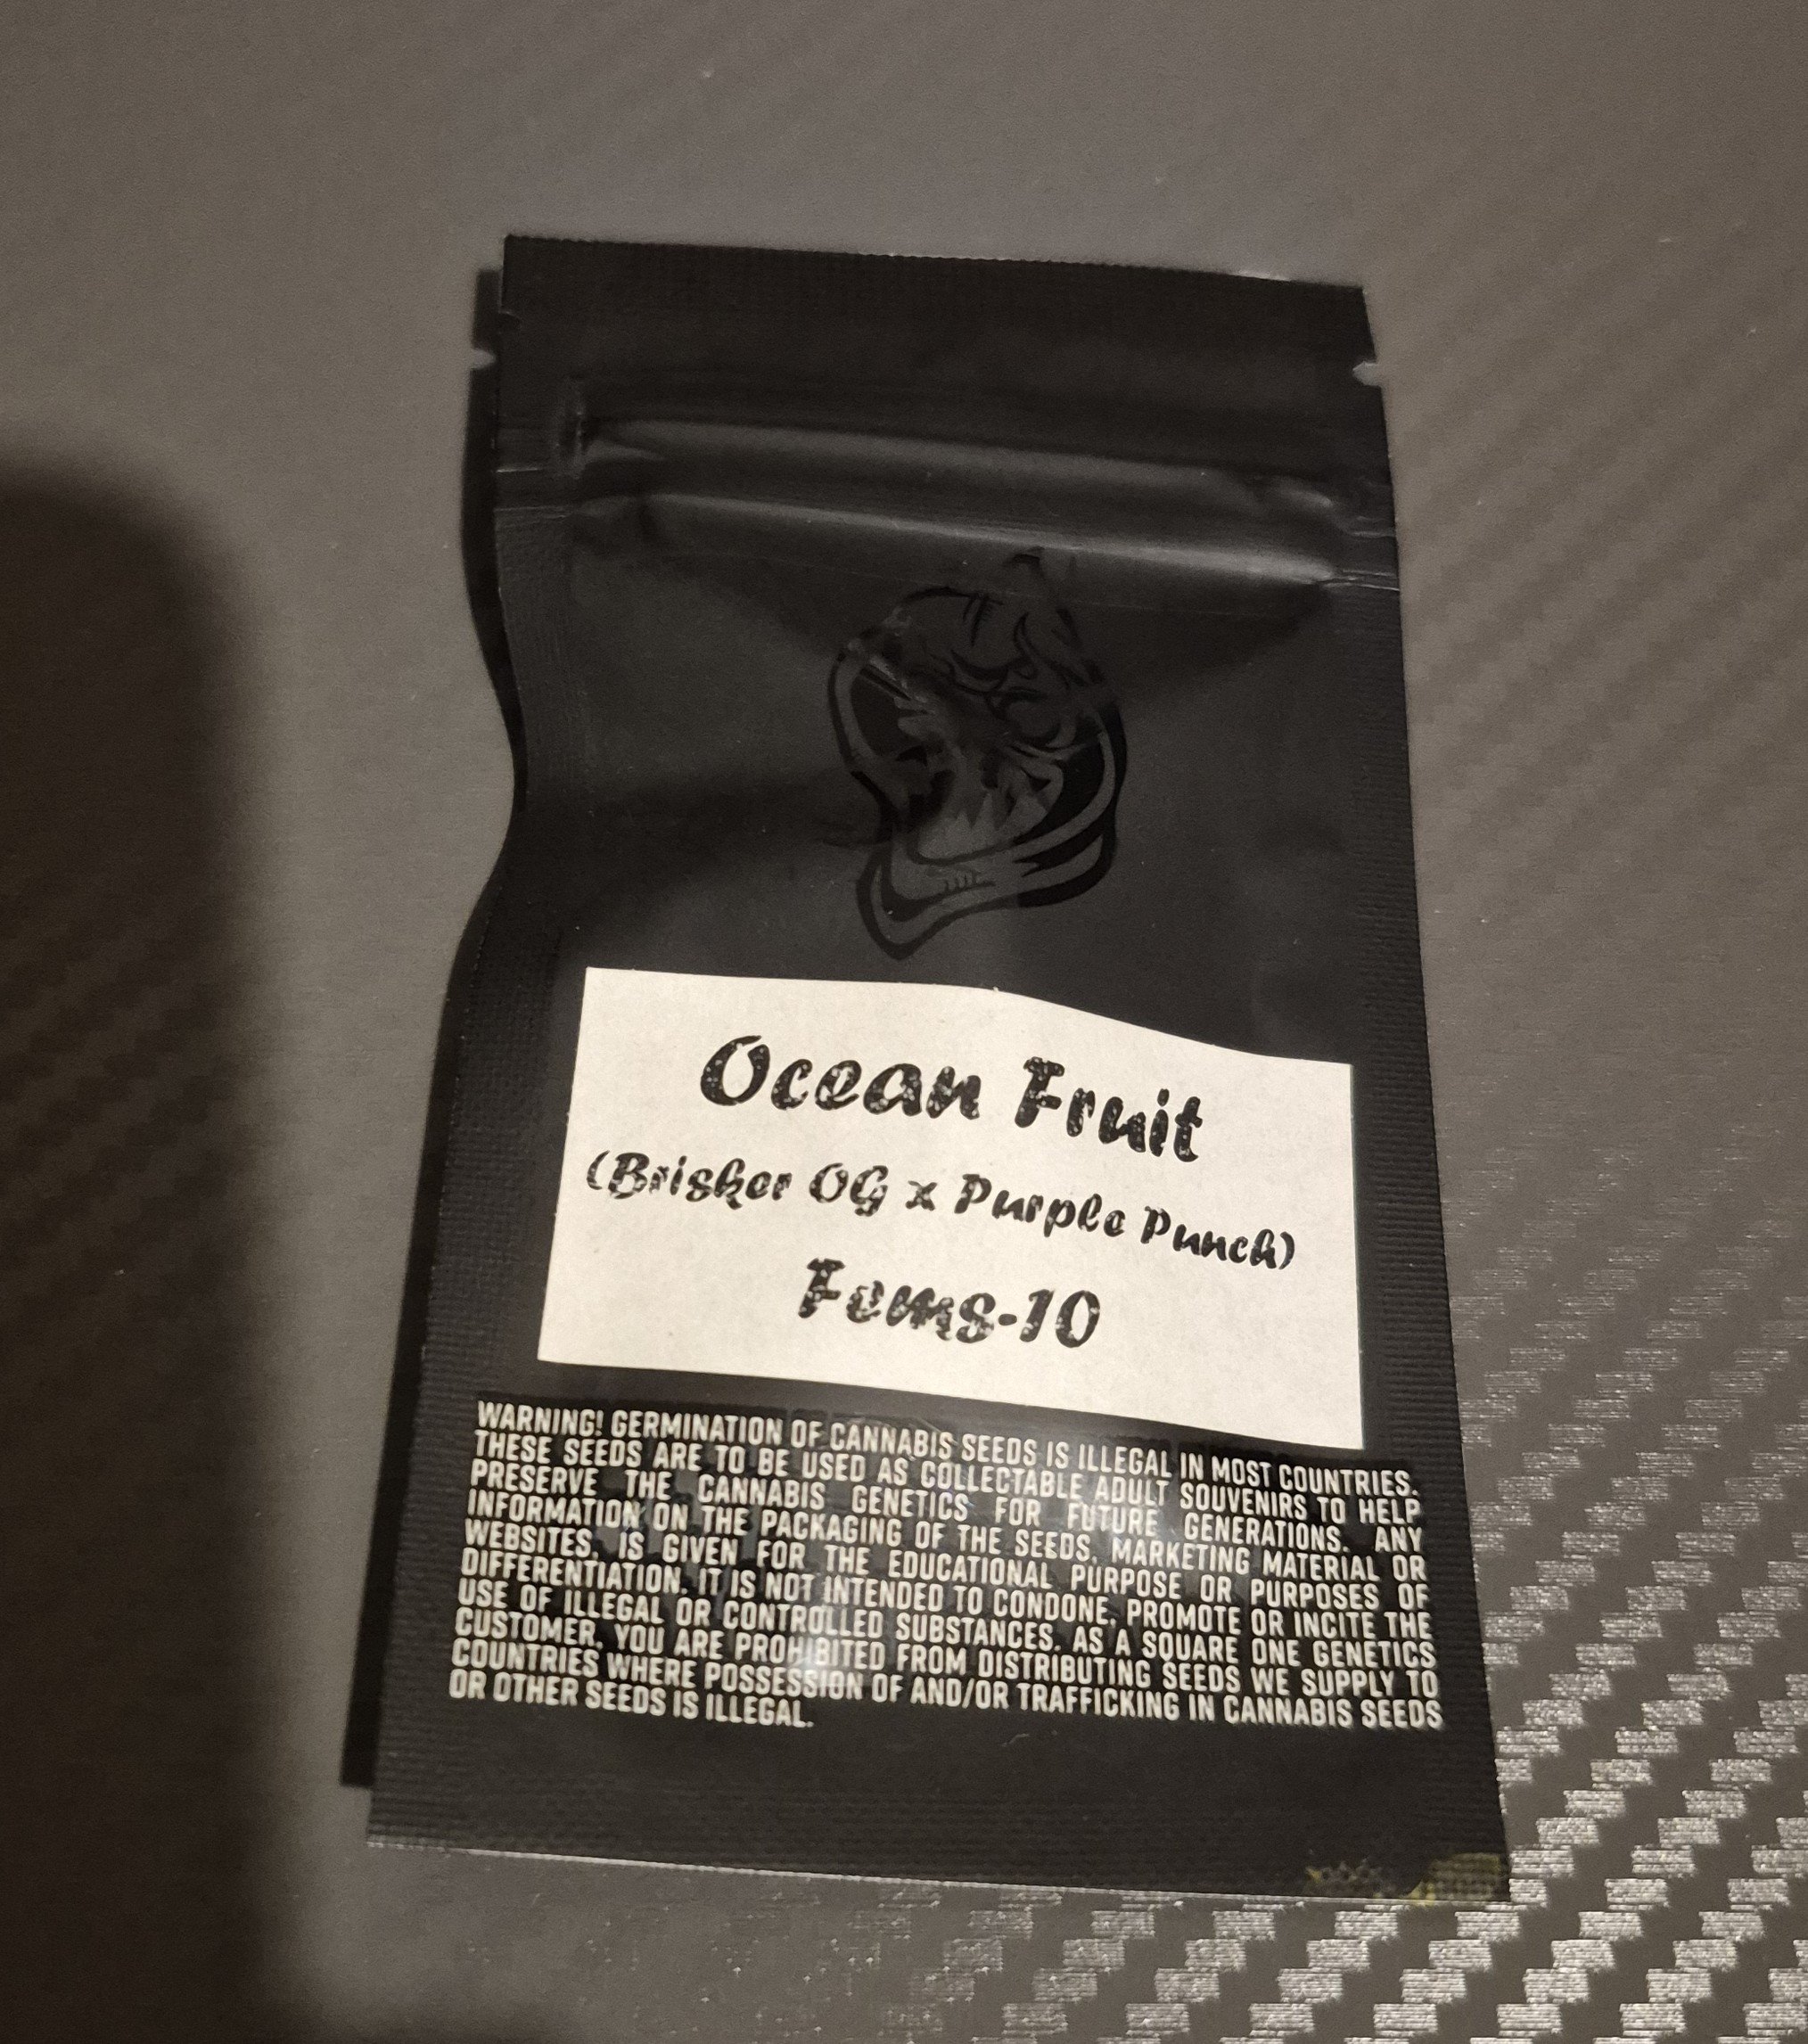 Ocean Fruit
(Brisker OG x Purple Punch)
Fems-10
WARNING! GERMINATION OF CANNABIS SEEDS IS ILLEGAL IN MOST COUNTRIES.
THESE SEEDS ARE TO BE USED AS COLLECTABLE ADULT SOUVENIRS TO HELP
PRESERVE THE CANNABIS GENETICS FOR FUTURE GENERATIONS. ANY
INFORMATION ON THE PACKAGING OF THE SEEDS, MARKETING MATERIAL OR
WEBSITES, IS GIVEN FOR THE EDUCATIONAL PURPOSE OR PURPOSES OF
DIFFERENTIATION. IT IS NOT INTENDED TO CONDONE, PROMOTE OR INCITE THE
USE OF ILLEGAL OR CONTROLLED SUBSTANCES. AS A SQUARE ONE GENETICS
CUSTOMER, YOU ARE PROHIBITED FROM DISTRIBUTING SEEDS WE SUPPLY TO
COUNTRIES WHERE POSSESSION OF AND/OR TRAFFICKING IN CANNABIS SEEDS
OR OTHER SEEDS IS ILLEGAL.